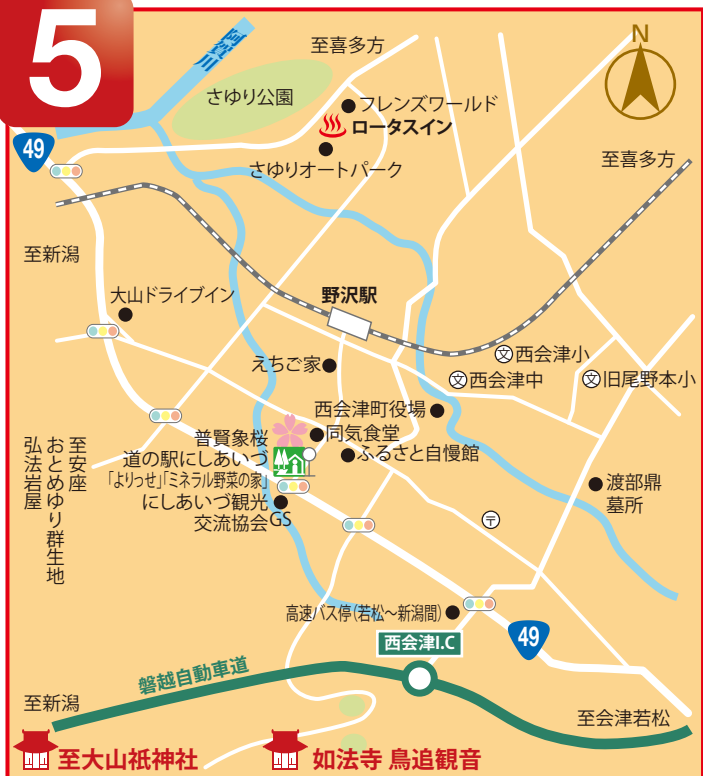 5
阿賀川
至喜多方
N
さゆり公園
フレンズワールド
ロータスイン
49
さゆりオートパーク
至喜多方
至新潟
大山ドライブイン
野沢駅
えちご家
文西会津小
文西会津中
文旧尾野本小
西会津町役場
普賢象桜
同気食堂
道の駅にしあいづ
「よりっせ」「ミネラル野菜の家」
ふるさと自慢館
にしあいづ観光
交流協会
GS
至安座
おとめゆり群生地
弘法岩屋
渡部鼎
墓所
〒
高速バス停(若松～新潟間)
西会津I.C
49
磐越自動車道
至新潟
至会津若松
至大山祇神社
如法寺 鳥追観音